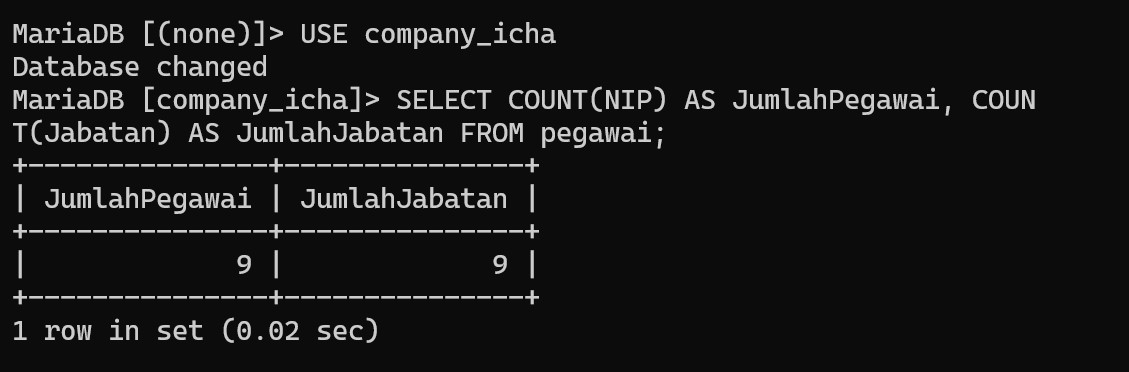 MariaDB [(none)]> USE company_icha
Database changed
MariaDB [company_icha]> SELECT COUNT(NIP) AS JumlahPegawai, COUN
T(Jabatan) AS JumlahJabatan FROM pegawai;
+---------------+---------------+
| JumlahPegawai | JumlahJabatan |
+---------------+---------------+
|             9 |             9 |
+---------------+---------------+
1 row in set (0.02 sec)